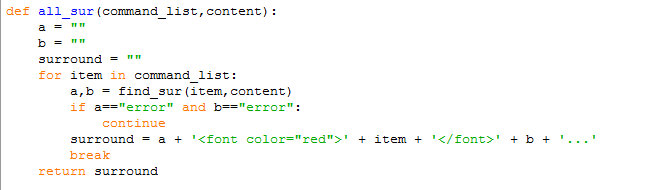 def all_sur(command_list,content):
    a = ""
    b = ""
    surround = ""
    for item in command_list:
        a,b = find_sur(item,content)
        if a=="error" and b=="error":
            continue
        surround = a + '<font color="red">' + item + '</font>' + b + '...'
        break
    return surround